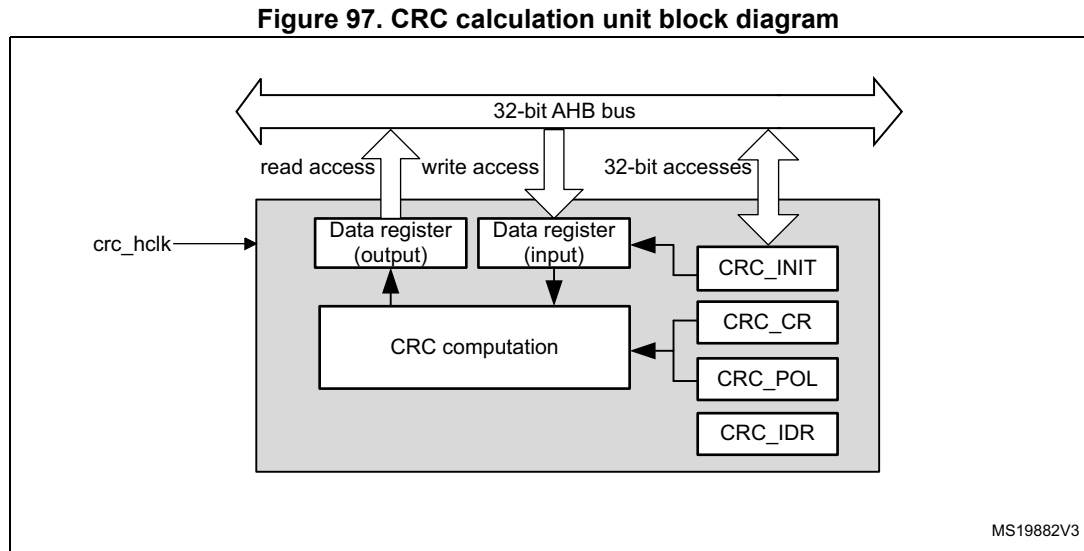 Figure 97. CRC calculation unit block diagram
32-bit AHB bus
read access
write access
32-bit accesses
crc_hclk
Data register
(output)
Data register
(input)
CRC_INIT
CRC computation
CRC_CR
CRC_POL
CRC_IDR
MS19882V3